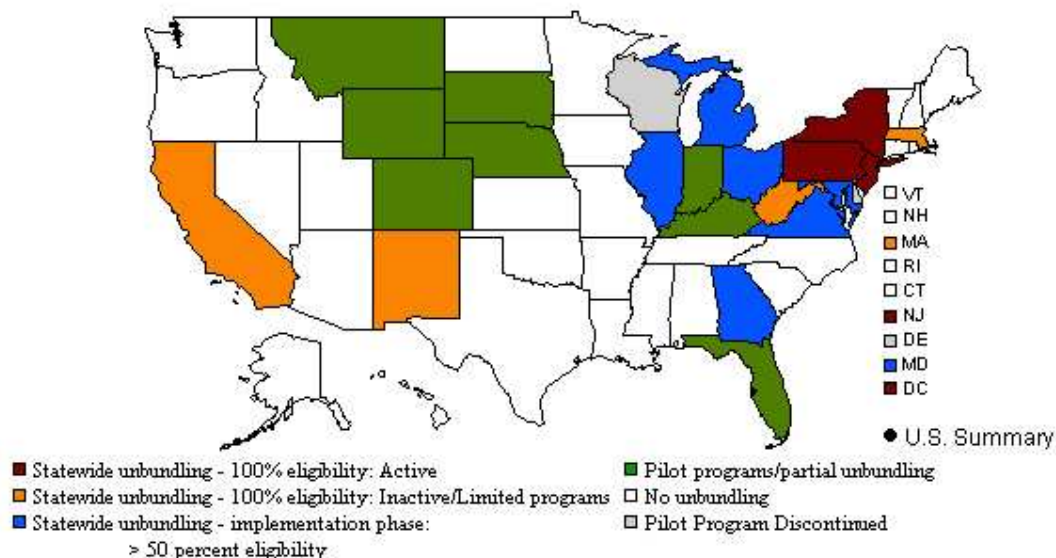 VT
NH
MA
RI
CT
NJ
DE
MD
DC
U.S. Summary
Statewide unbundling - 100% eligibility: Active
Statewide unbundling - 100% eligibility: Inactive/Limited programs
Statewide unbundling - implementation phase:
> 50 percent eligibility
Pilot programs/partial unbundling
No unbundling
Pilot Program Discontinued